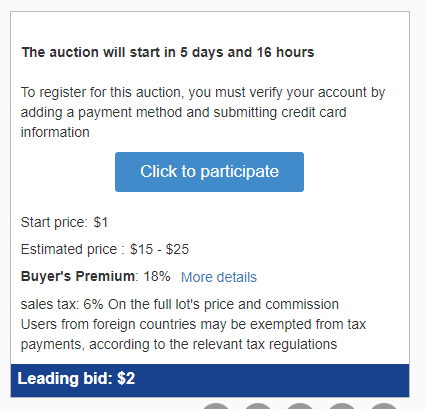 The auction will start in 5 days and 16 hours
To register for this auction, you must verify your account by
adding a payment method and submitting credit card
information
Click to participate
Start price: $1
Estimated price : $15 - $25
Buyer's Premium: 18% More details
sales tax: 6% On the full lot's price and commission
Users from foreign countries may be exempted from tax
payments, according to the relevant tax regulations
Leading bid: $2